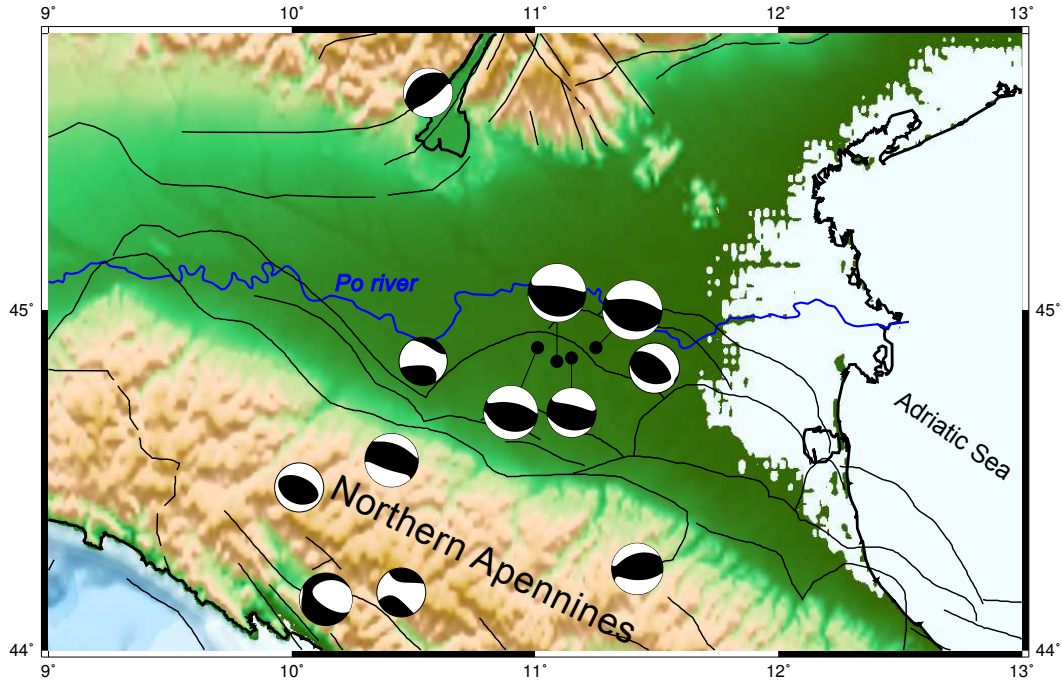 9˚ 10˚ 11˚ 12˚ 13˚
Po river
45˚ 45˚
Adriatic Sea
Northern Apennines
44˚ 44˚
9˚ 10˚ 11˚ 12˚ 13˚